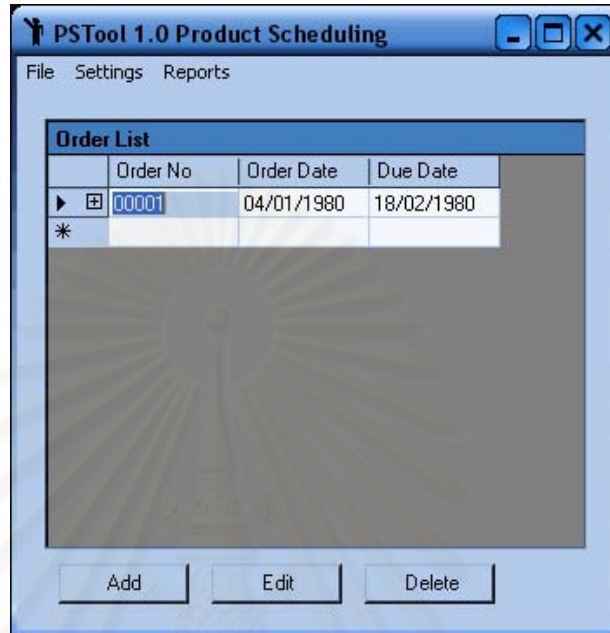 PSTool 1.0 Product Scheduling
File Settings Reports
Order List
Order No Order Date Due Date
00001 04/01/1980 18/02/1980
Add Edit Delete